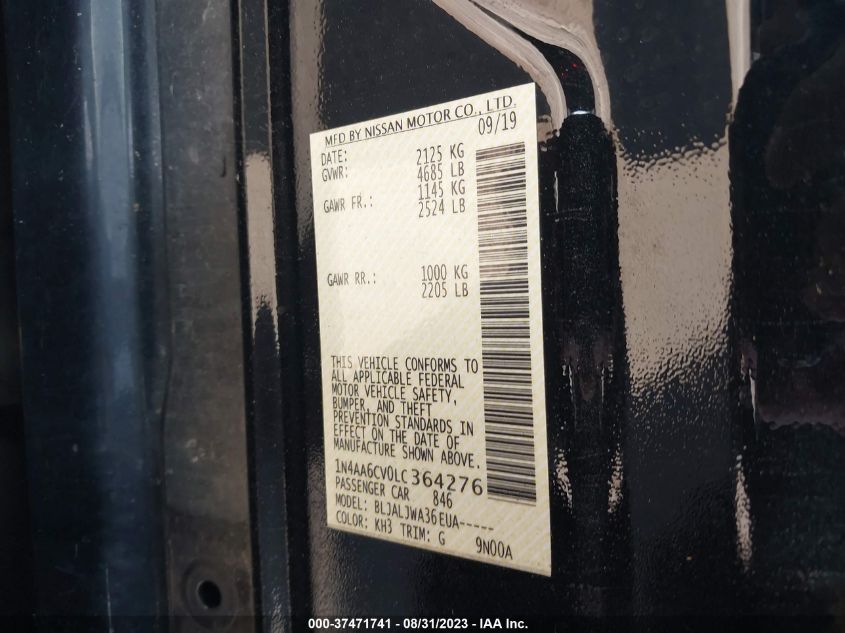 MFD BY NISSAN MOTOR CO., LTD.
09/19
DATE: 2125 KG
GVWR: 4685 LB
1145 KG
GAWR FR.: 2524 LB
GAWR RR.: 1000 KG
2205 LB
THIS VEHICLE CONFORMS TO
ALL APPLICABLE FEDERAL
MOTOR VEHICLE SAFETY,
BUMPER, AND THEFT
PREVENTION STANDARDS IN
EFFECT ON THE DATE OF
MANUFACTURE SHOWN ABOVE.
1N4AA6CV0LC364276
PASSENGER CAR 846
MODEL: BLJALJWA36EUA-----
COLOR: KH3 TRIM: G 9N00A
000-37471741 - 08/31/2023 - IAA Inc.